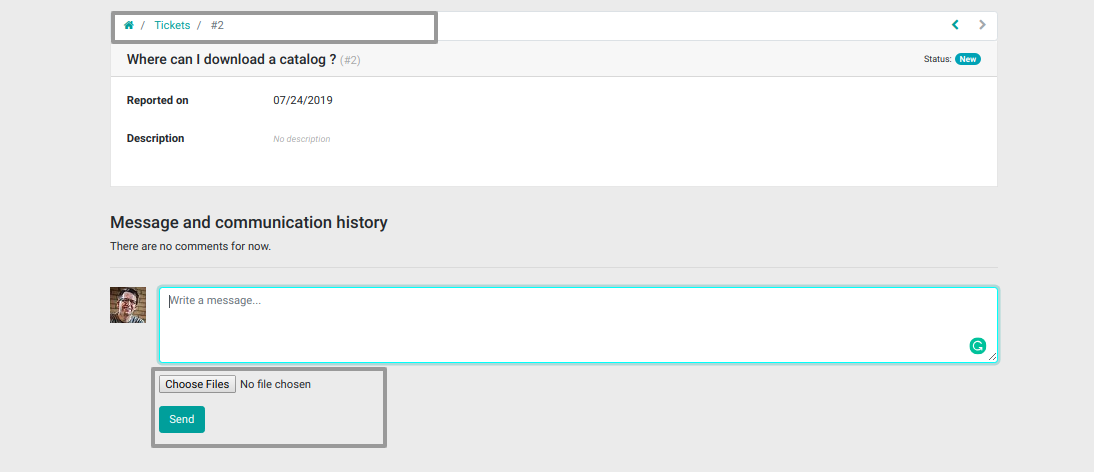 / Tickets / #2
Where can I download a catalog ? (#2)
Status: New
Reported on 07/24/2019
Description No description
Message and communication history
There are no comments for now.
Write a message...
Choose Files No file chosen
Send